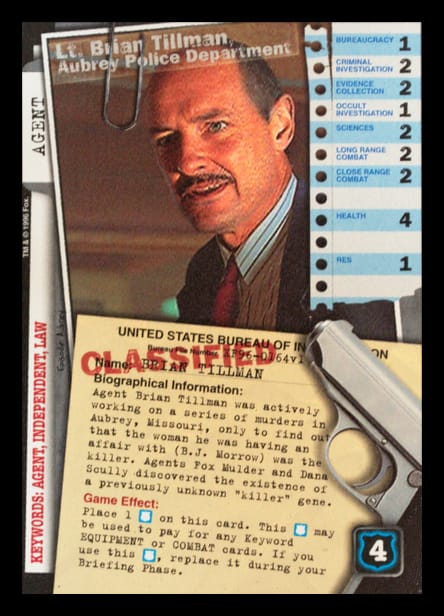 Lt. Brian Tillman,
Aubrey Police Department
BUREAUCRACY 1
CRIMINAL
INVESTIGATION 2
EVIDENCE
COLLECTION 2
OCCULT
INVESTIGATION 1
SCIENCES 2
LONG RANGE
COMBAT 2
CLOSE RANGE
COMBAT 2
HEALTH 4
RES 1
AGENT
TM & © 1996 Fox.
KEYWORDS: AGENT, INDEPENDENT, LAW
UNITED STATES BUREAU OF IN ON
Bureau File Number: XF96-0164v1
CLASSIFIED
Name: BRIAN TILLMAN
Biographical Information:
Agent Brian Tillman was actively
working on a series of murders in
Aubrey, Missouri, only to find out
that the woman he was having an
affair with (B.J. Morrow) was the
killer. Agents Fox Mulder and Dana
Scully discovered the existence of
a previously unknown "killer" gene.
Game Effect:
Place 1 on this card. This may
be used to pay for any Keyword
EQUIPMENT or COMBAT cards. If you
use this , replace it during your
Briefing Phase.
4